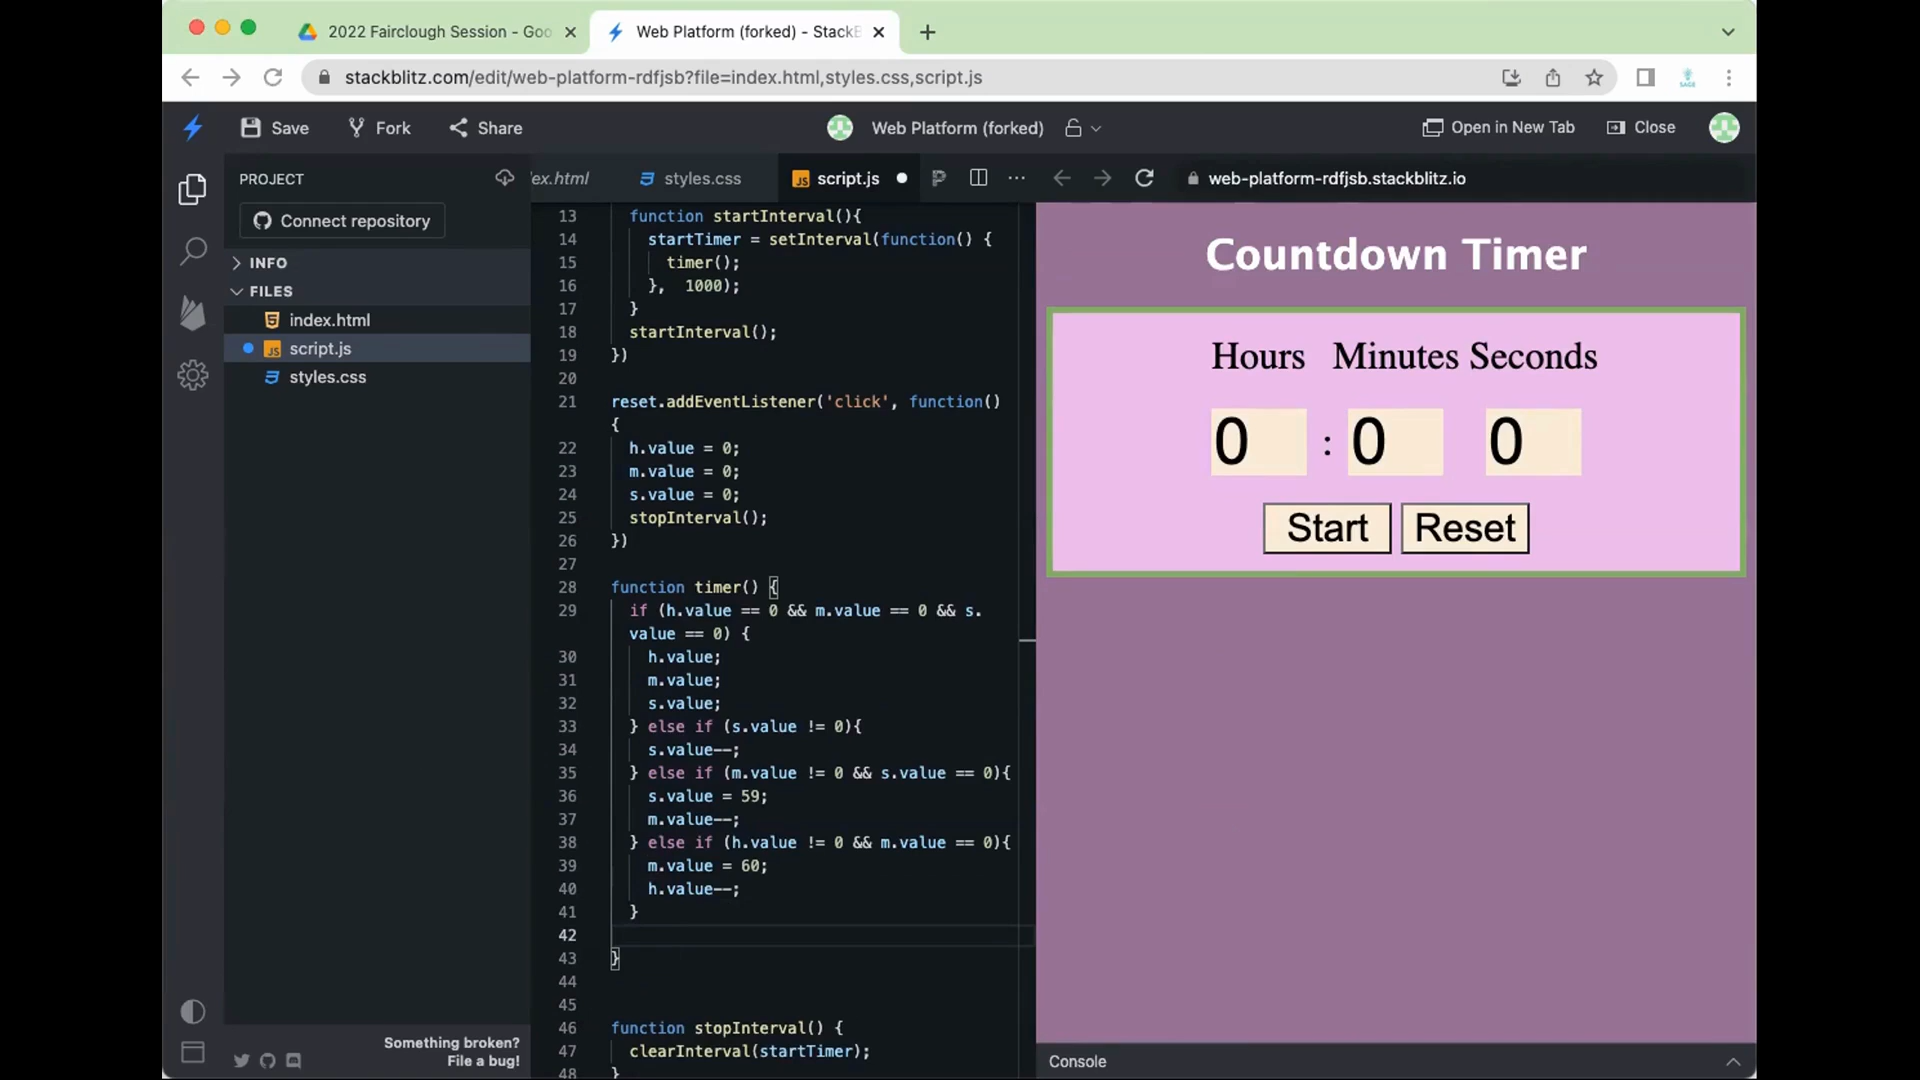 2022 Fairclough Session - Goo
Web Platform (forked) - StackB
stackblitz.com/edit/web-platform-rdfjsb?file=index.html,styles.css,script.js
SAGE
Save
Fork
Share
Web Platform (forked)
Open in New Tab
Close
PROJECT
Connect repository
INFO
FILES
index.html
script.js
styles.css
Something broken?
File a bug!
ex.html
styles.css
JS script.js
web-platform-rdfjsb.stackblitz.io
13 function startInterval(){
14 startTimer = setInterval(function() {
15 timer();
16 }, 1000);
17 }
18 startInterval();
19 })
20
21 reset.addEventListener('click', function()
{
22 h.value = 0;
23 m.value = 0;
24 s.value = 0;
25 stopInterval();
26 })
27
28 function timer() {
29 if (h.value == 0 && m.value == 0 && s.
value == 0) {
30 h.value;
31 m.value;
32 s.value;
33 } else if (s.value != 0){
34 s.value--;
35 } else if (m.value != 0 && s.value == 0){
36 s.value = 59;
37 m.value--;
38 } else if (h.value != 0 && m.value == 0){
39 m.value = 60;
40 h.value--;
41 }
42
43 }
44
45
46 function stopInterval() {
47 clearInterval(startTimer);
48 }
Countdown Timer
Hours Minutes Seconds
0 : 0 0
Start Reset
Console